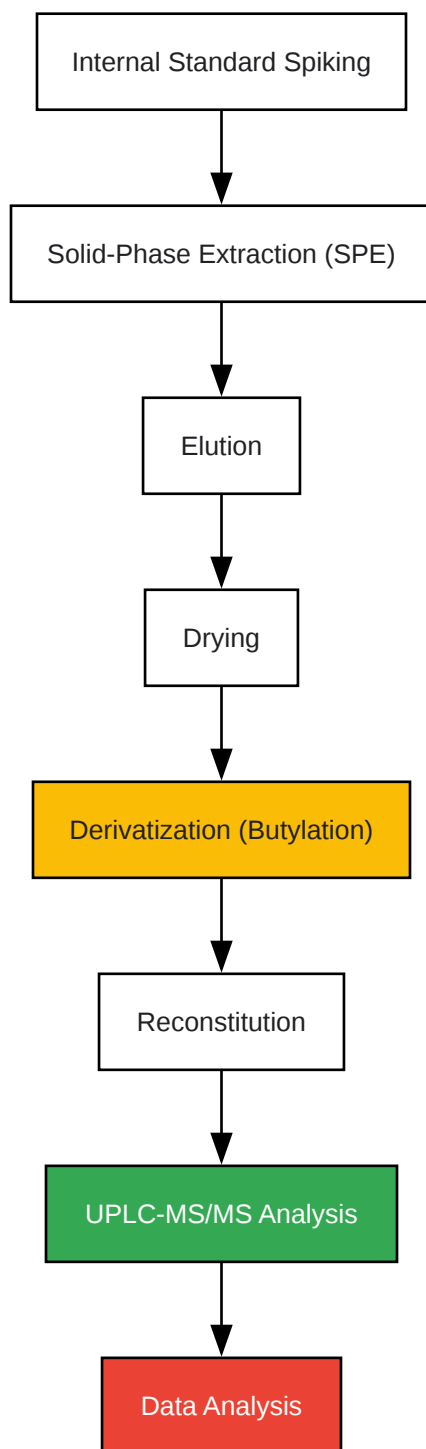 Internal Standard Spiking
Solid-Phase Extraction (SPE)
Elution
Drying
Derivatization (Butylation)
Reconstitution
UPLC-MS/MS Analysis
Data Analysis